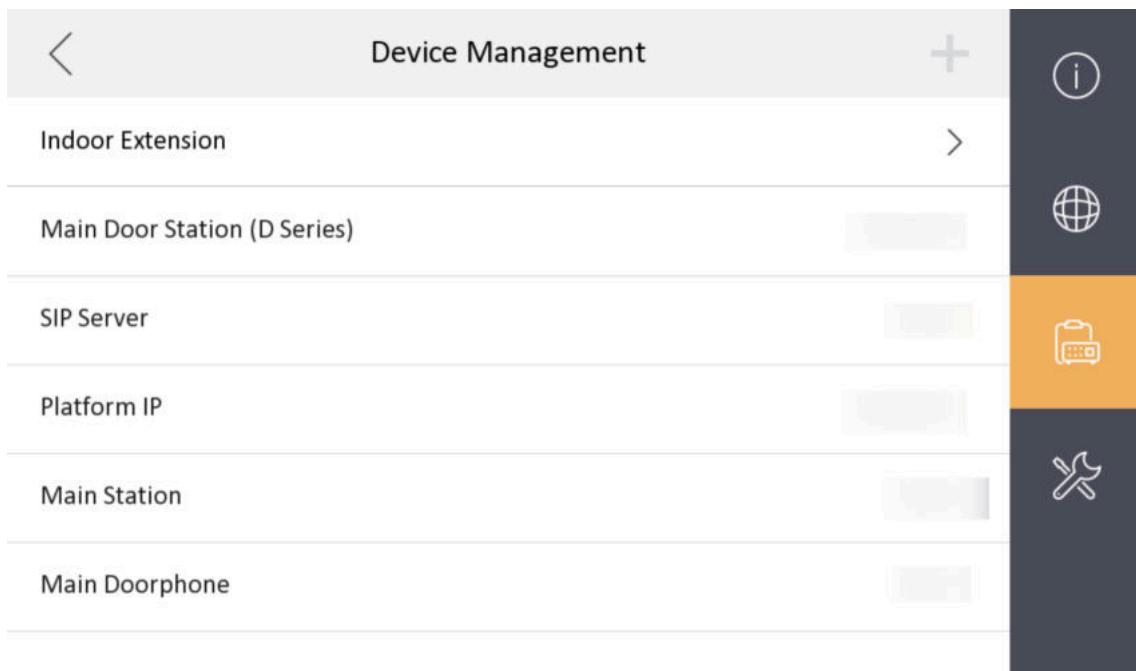 Device Management
Indoor Extension
Main Door Station (D Series)
SIP Server
Platform IP
Main Station
Main Doorphone